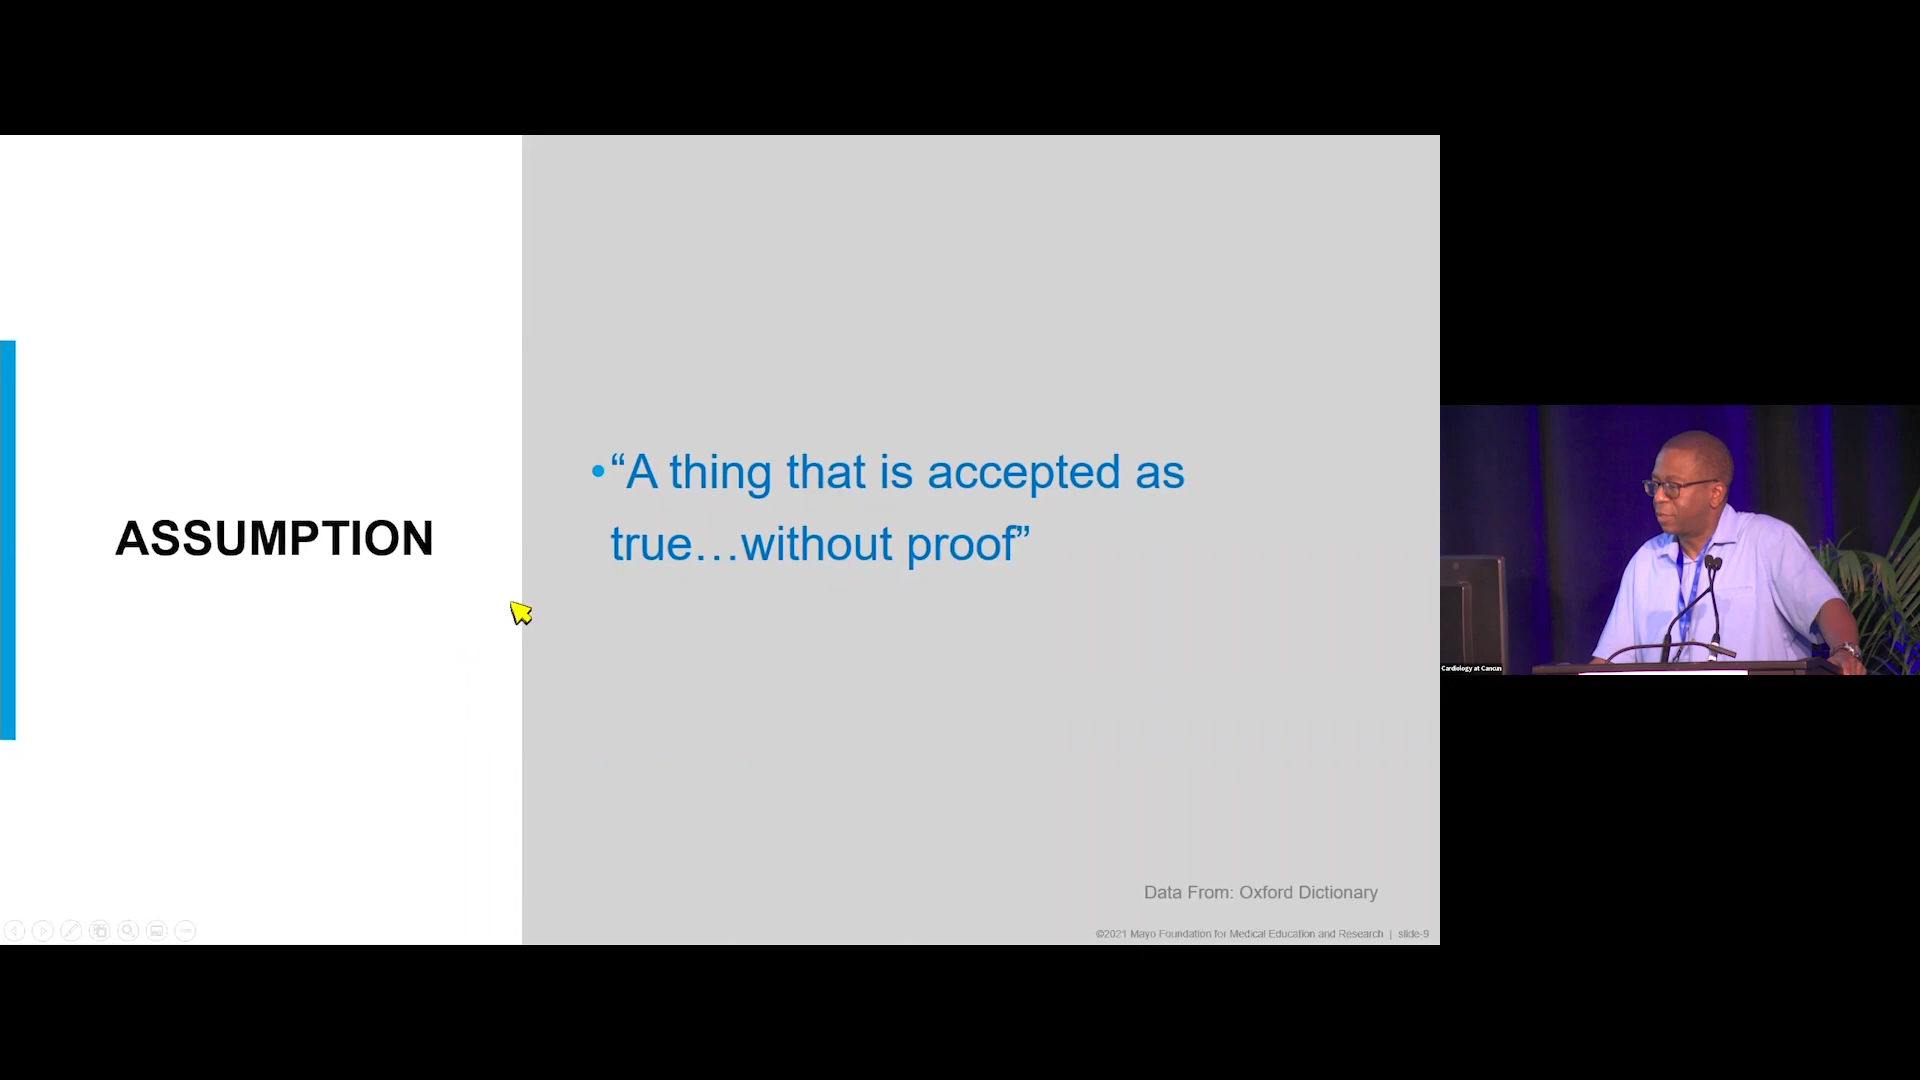 ASSUMPTION
•“A thing that is accepted as
true…without proof”
Data From: Oxford Dictionary
©2021 Mayo Foundation for Medical Education and Research | slide-9
Cardiology at Cancun